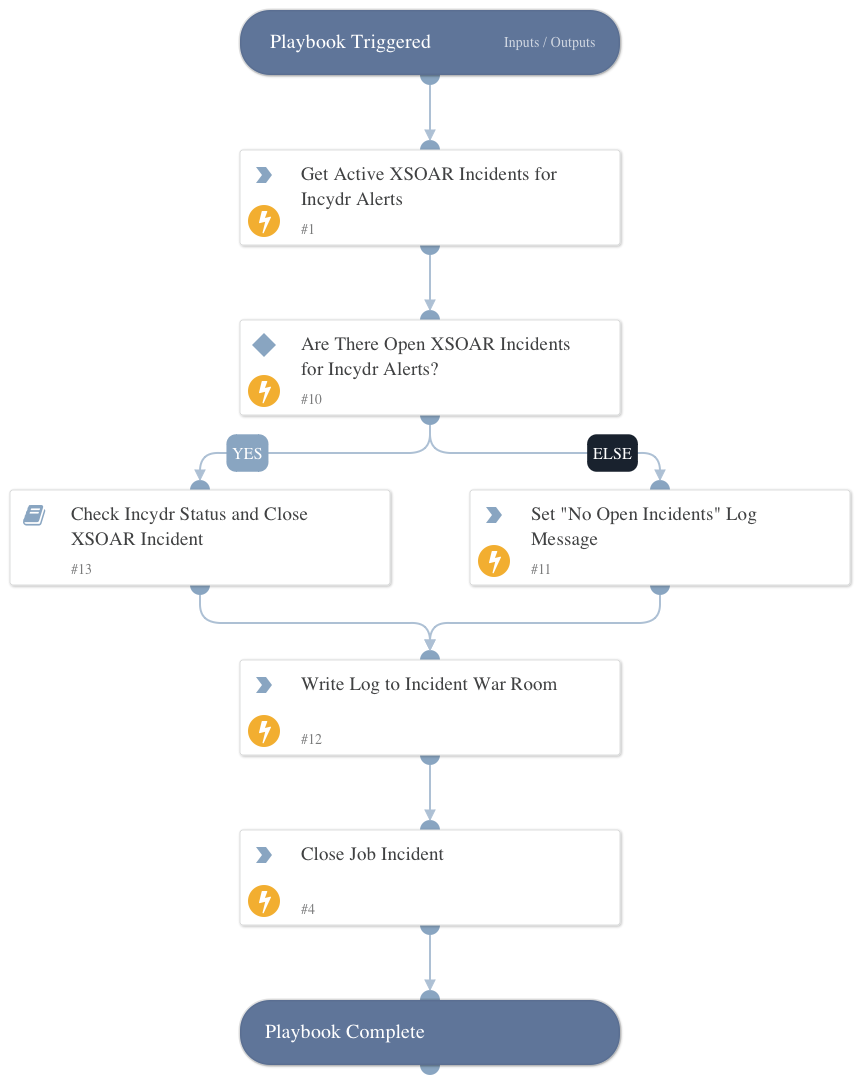 Playbook Triggered
Inputs / Outputs
Get Active XSOAR Incidents for
Incydr Alerts
#1
Are There Open XSOAR Incidents
for Incydr Alerts?
#10
YES
ELSE
Check Incydr Status and Close
XSOAR Incident
#13
Set "No Open Incidents" Log
Message
#11
Write Log to Incident War Room
#12
Close Job Incident
#4
Playbook Complete